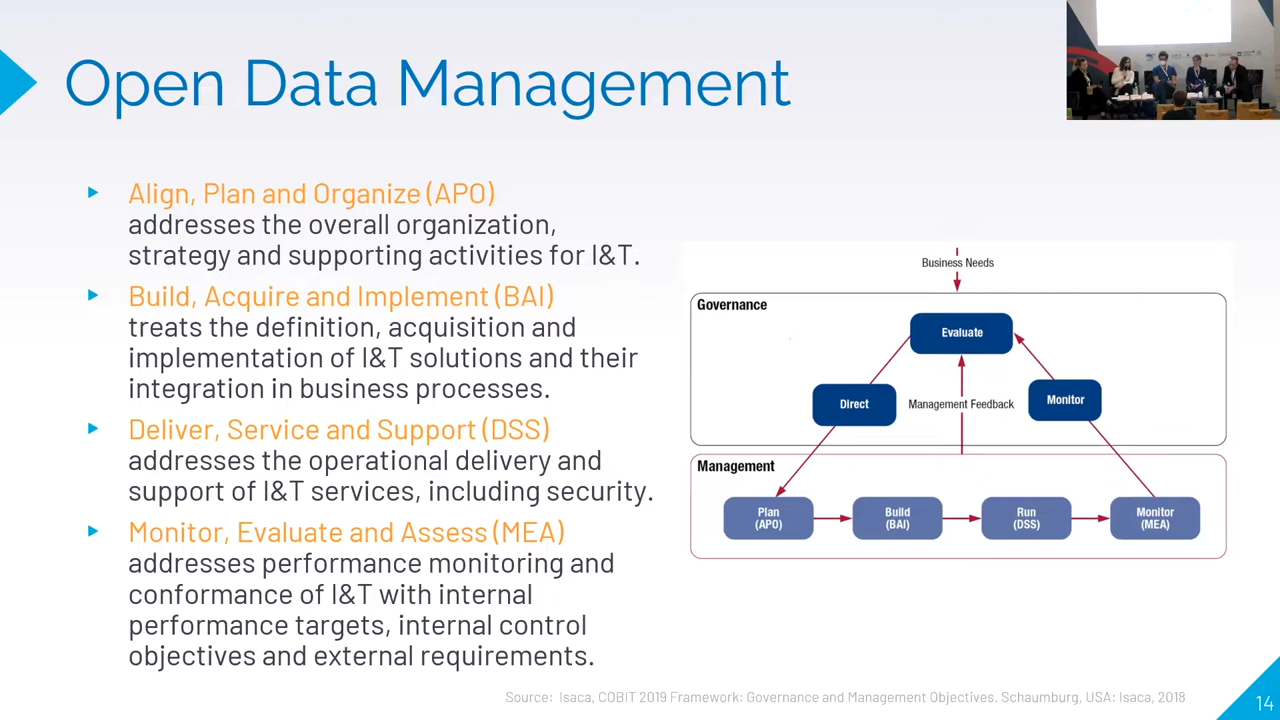 Open Data Management
Align, Plan and Organize (APO)
addresses the overall organization,
strategy and supporting activities for I&T.
Build, Acquire and Implement (BAI)
treats the definition, acquisition and
implementation of I&T solutions and their
integration in business processes.
Deliver, Service and Support (DSS)
addresses the operational delivery and
support of I&T services, including security.
Monitor, Evaluate and Assess (MEA)
addresses performance monitoring and
conformance of I&T with internal
performance targets, internal control
objectives and external requirements.
Business Needs
Governance
Evaluate
Direct
Management Feedback
Monitor
Management
Plan
(APO)
Build
(BAI)
Run
(DSS)
Monitor
(MEA)
Source: Isaca, COBIT 2019 Framework: Governance and Management Objectives. Schaumburg, USA: Isaca, 2018
14